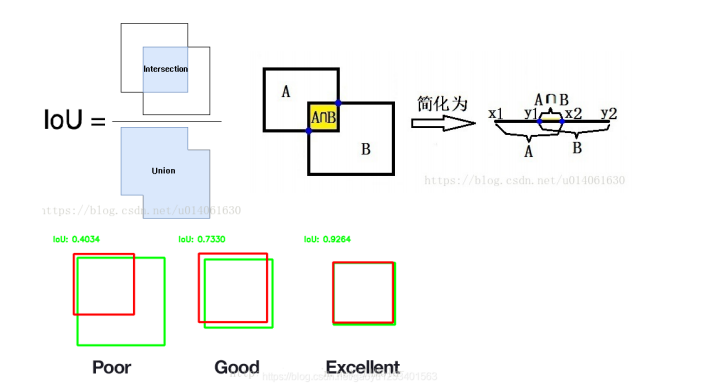 IoU =
Intersection
Union
A
A∩B
B
简化为
A∩B
x1 y1 x2 y2
A B
https://blog.csdn.net/u014061630
https://blog.csdn.net/u014061630
IoU: 0.4034 IoU: 0.7330 IoU: 0.9264
Poor Good Excellent